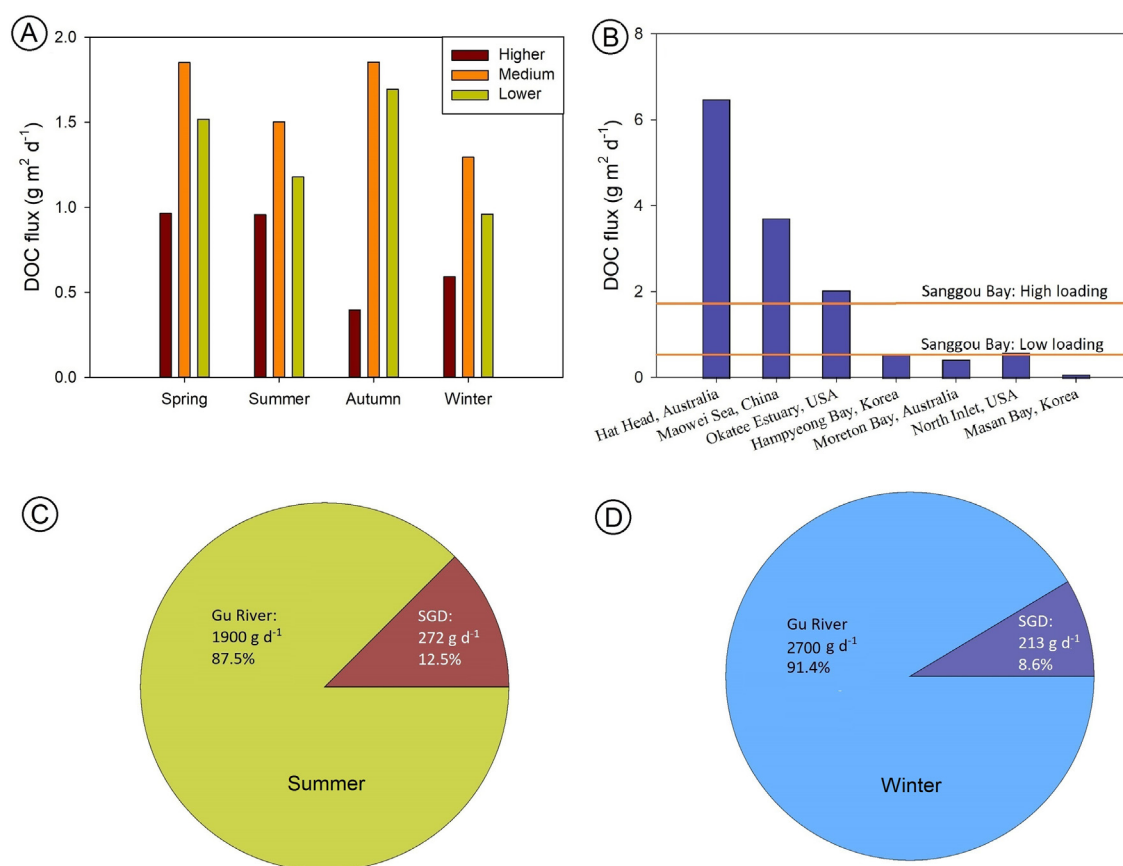 A
2.0
1.5
1.0
0.5
0.0
DOC flux (g m² d⁻¹)
Higher
Medium
Lower
Spring Summer Autumn Winter
B
8
6
4
2
0
DOC flux (g m² d⁻¹)
Sanggou Bay: High loading
Sanggou Bay: Low loading
Hat Head, Australia
Maowei Sea, China
Okatee Estuary, USA
Hampyeong Bay, Korea
Moreton Bay, Australia
North Inlet, USA
Masan Bay, Korea
C
Gu River:
1900 g d⁻¹
87.5%
SGD:
272 g d⁻¹
12.5%
Summer
D
Gu River
2700 g d⁻¹
91.4%
SGD:
213 g d⁻¹
8.6%
Winter